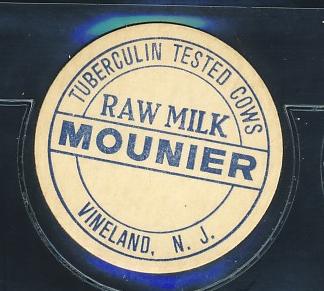 TUBERCULIN TESTED COWS
RAW MILK
MOUNIER
VINELAND, N. J.